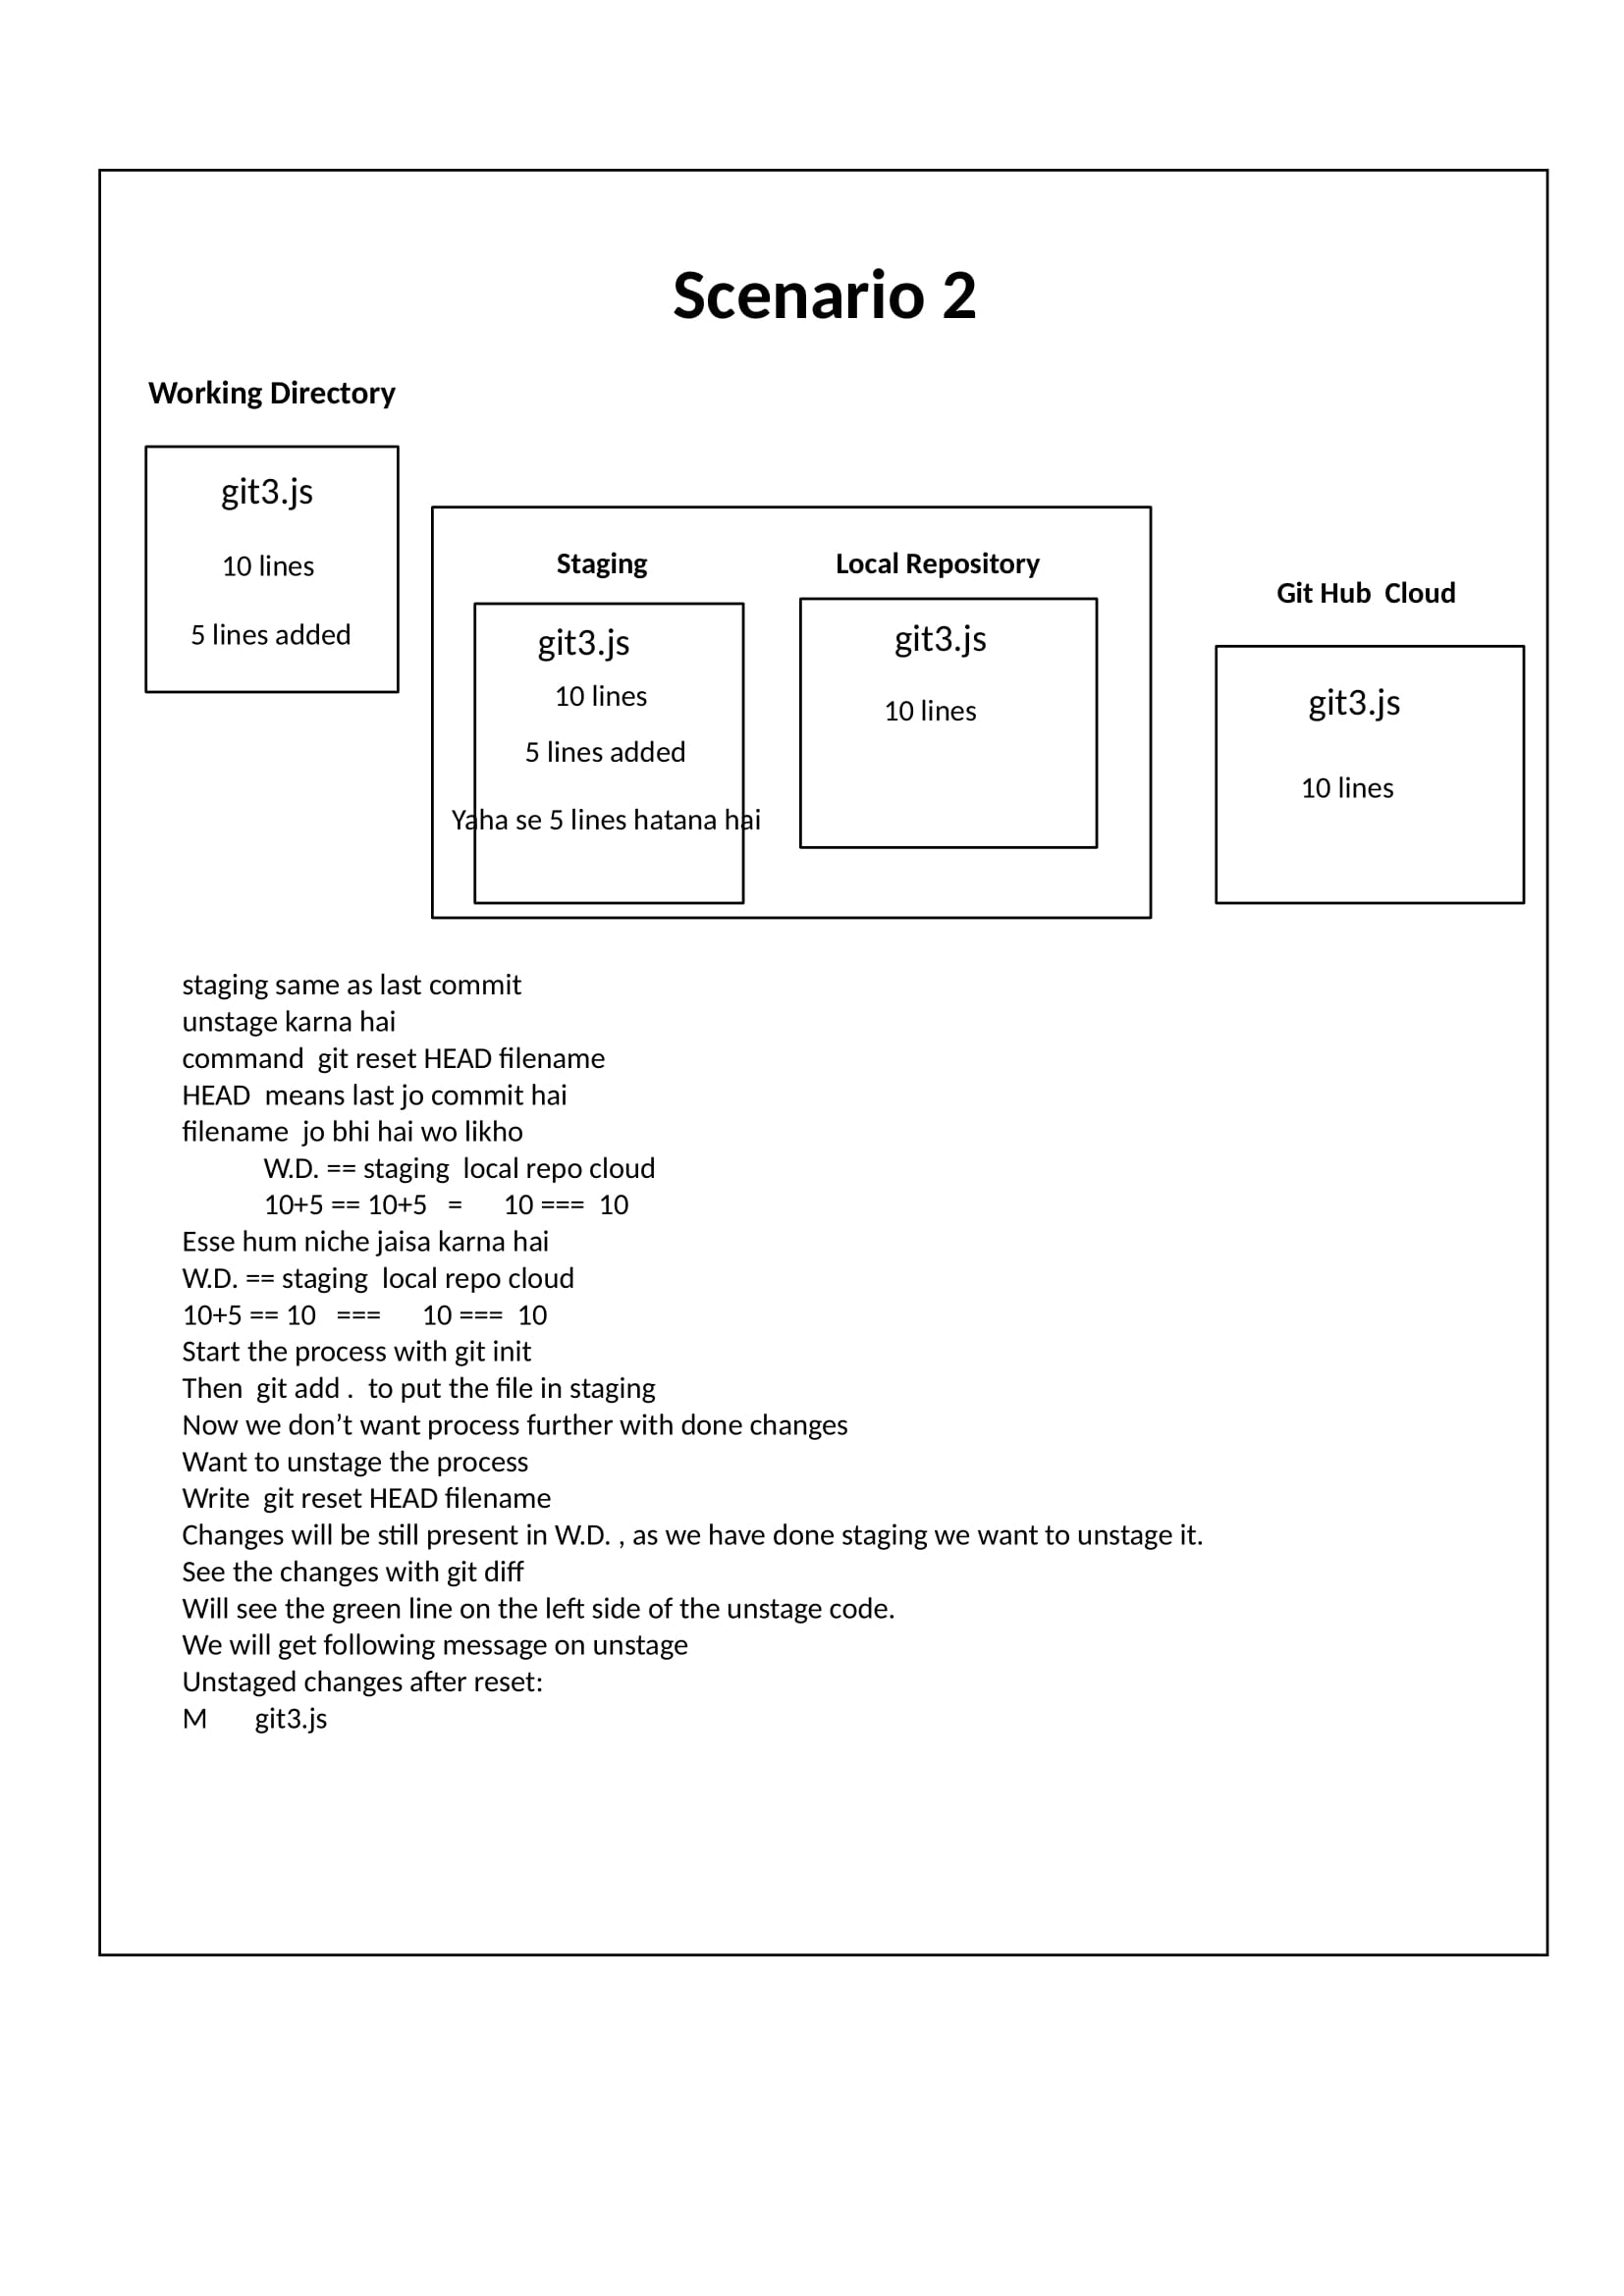 Scenario 2
Working Directory
git3.js
10 lines
5 lines added
Staging
git3.js
10 lines
5 lines added
Yaha se 5 lines hatana hai
Local Repository
git3.js
10 lines
Git Hub  Cloud
git3.js
10 lines
staging same as last commit
unstage karna hai
command  git reset HEAD filename
HEAD  means last jo commit hai
filename  jo bhi hai wo likho
W.D. == staging  local repo cloud
10+5 == 10+5   =      10 ===  10
Esse hum niche jaisa karna hai
W.D. == staging  local repo cloud
10+5 == 10   ===      10 ===  10
Start the process with git init
Then  git add .  to put the file in staging
Now we don’t want process further with done changes
Want to unstage the process
Write  git reset HEAD filename
Changes will be still present in W.D. , as we have done staging we want to unstage it.
See the changes with git diff
Will see the green line on the left side of the unstage code.
We will get following message on unstage
Unstaged changes after reset:
M       git3.js